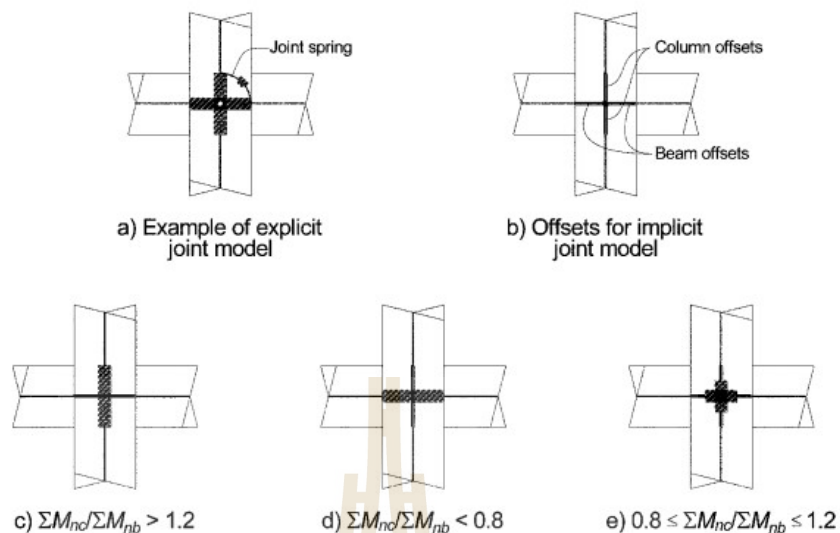 Joint spring
Column offsets
Beam offsets
a) Example of explicit
joint model
b) Offsets for implicit
joint model
c) ΣMnc/ΣMnb > 1.2
d) ΣMnc/ΣMnb < 0.8
e) 0.8 ≤ ΣMnc/ΣMnb ≤ 1.2